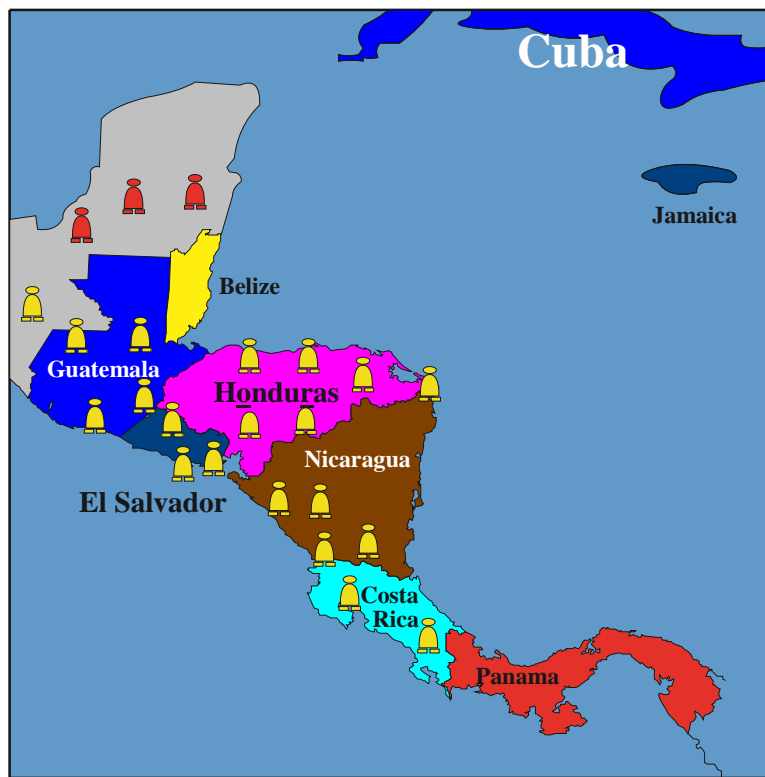 Cuba
Jamaica
Belize
Guatemala
Honduras
Nicaragua
El Salvador
Costa
Rica
Panama